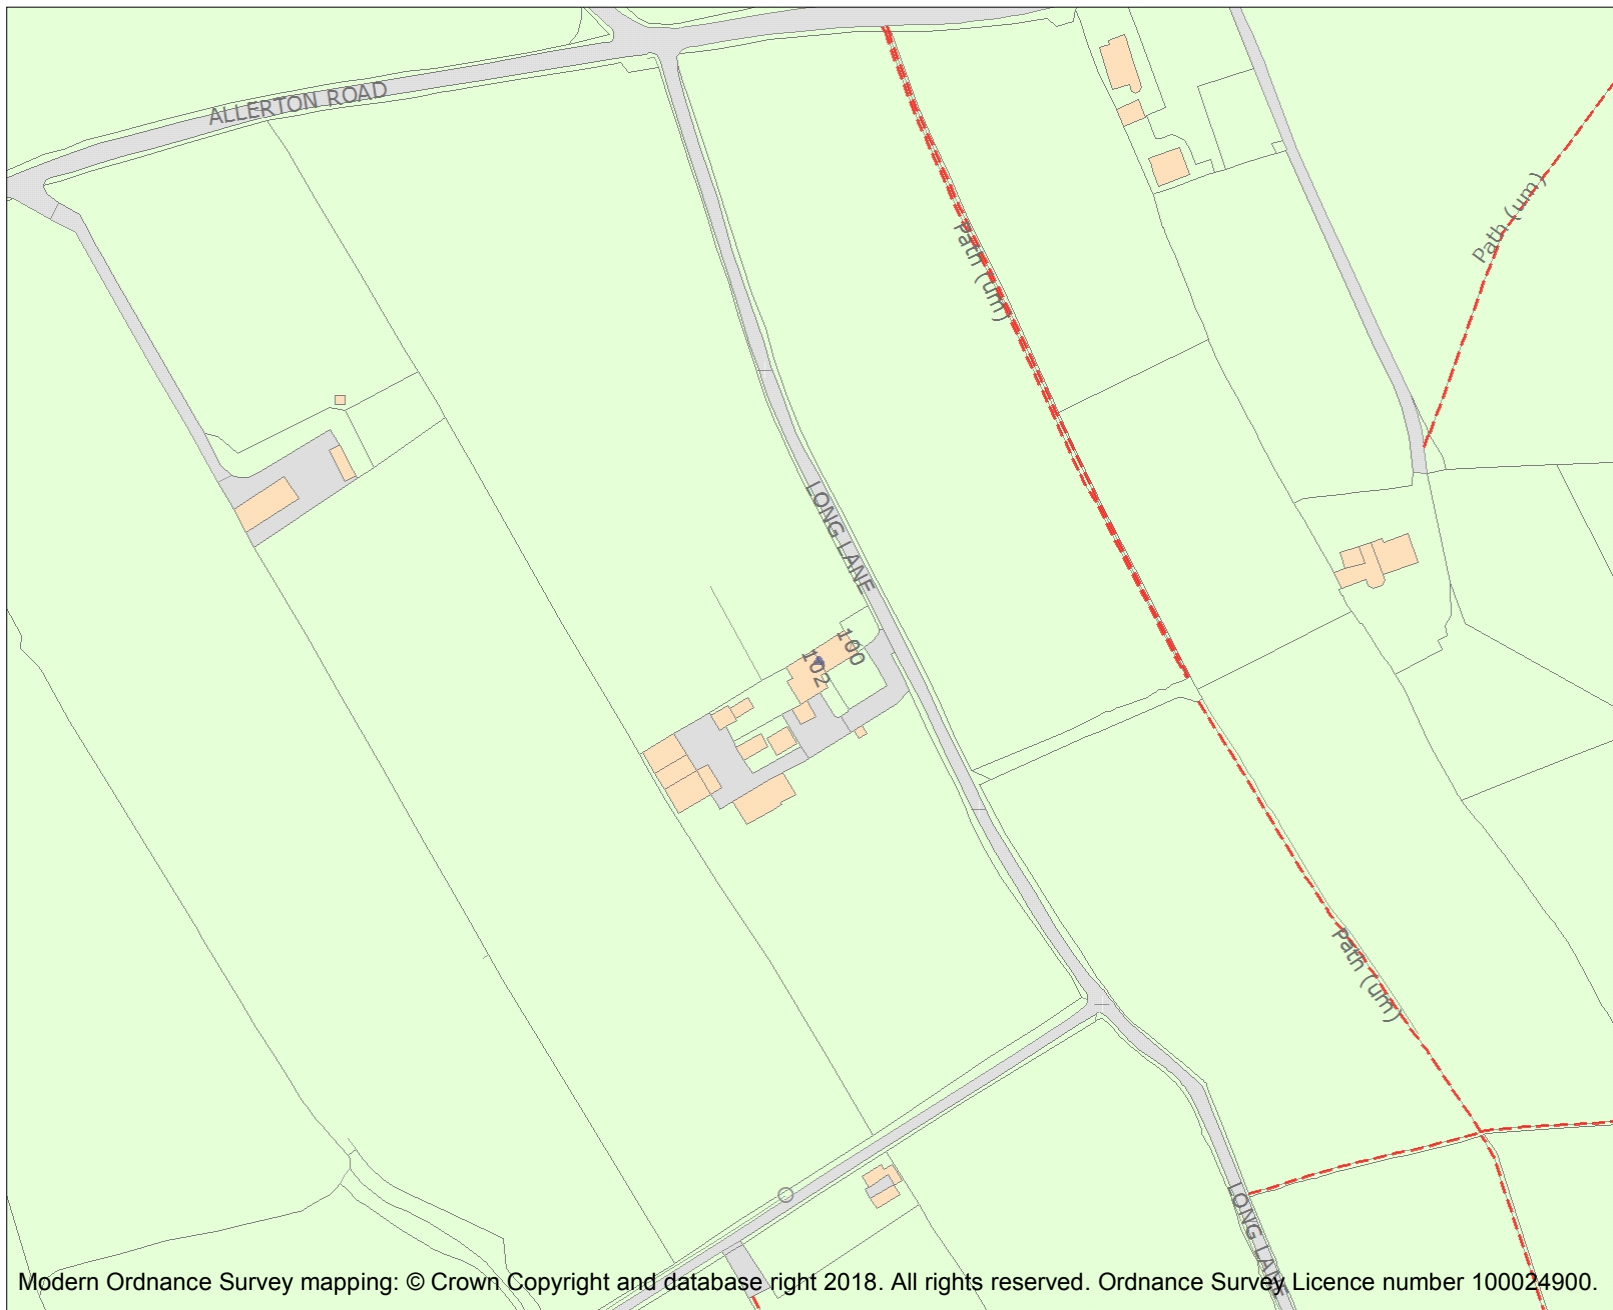 ALLERTON ROAD
Path (um)
Path (um)
LONG LANE
100
102
Path (um)
LONG LAN
Modern Ordnance Survey mapping: © Crown Copyright and database right 2018. All rights reserved. Ordnance Survey Licence number 100024900.